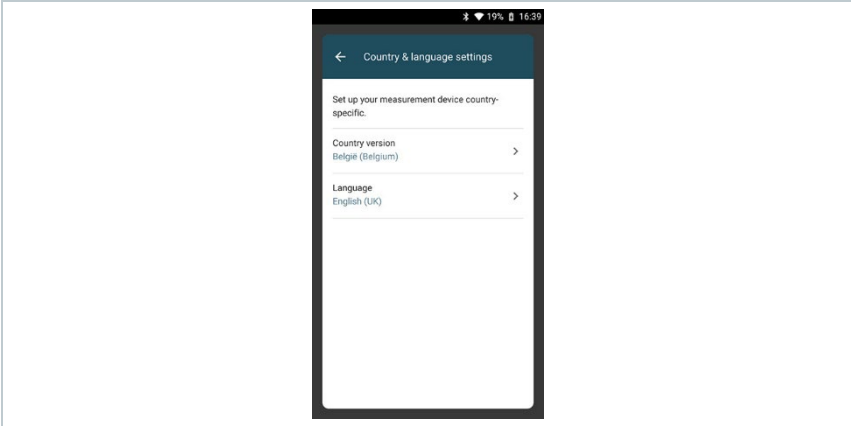 19% 16:39
Country & language settings
Set up your measurement device country-
specific.
Country version
België (Belgium)
Language
English (UK)